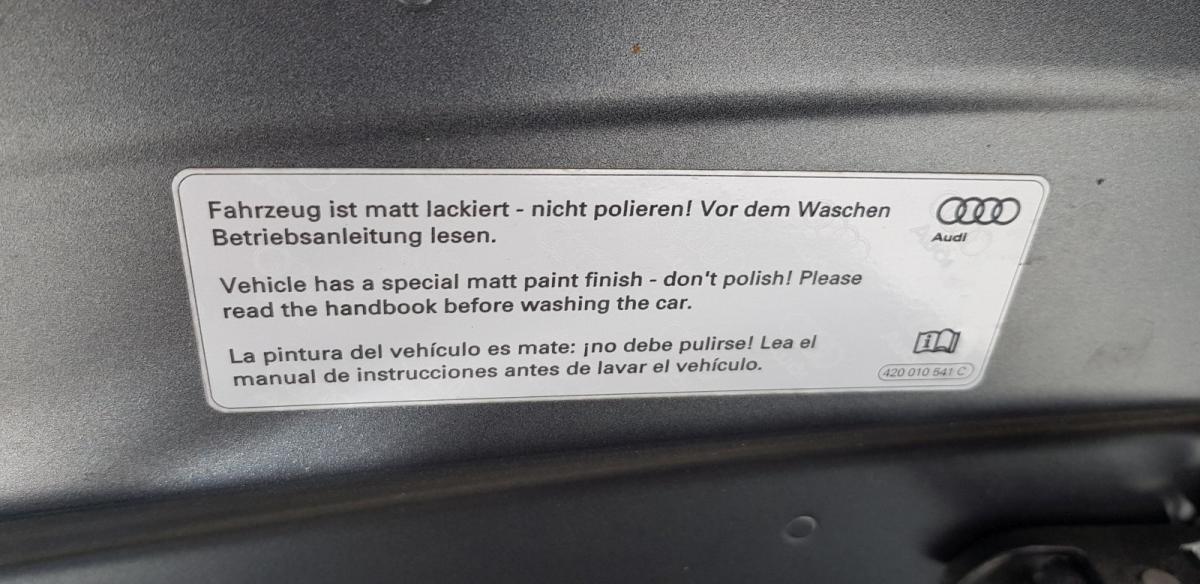 Fahrzeug ist matt lackiert - nicht polieren! Vor dem Waschen
Betriebsanleitung lesen.
Audi
Vehicle has a special matt paint finish - don't polish! Please
read the handbook before washing the car.
La pintura del vehículo es mate: ¡no debe pulirse! Lea el
manual de instrucciones antes de lavar el vehículo.
420 010 541 C